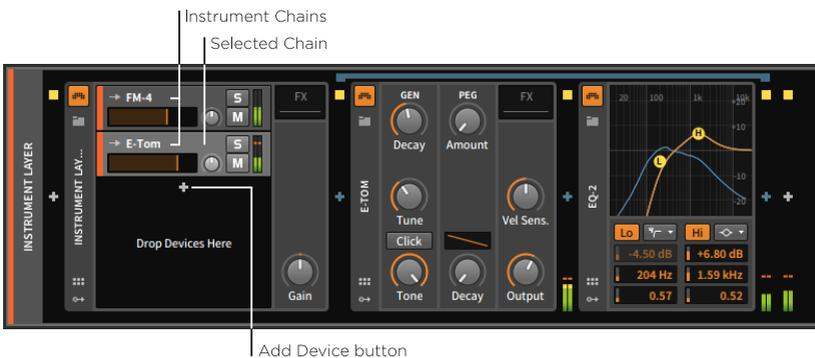 Instrument Chains
Selected Chain
INSTRUMENT LAYER
INSTRUMENT LAY...
FM-4
S
M
E-Tom
S
M
Drop Devices Here
FX
Gain
E-TOM
GEN
PEG
FX
Decay
Amount
Tune
Vel Sens.
Click
Tone
Decay
Output
EQ-2
20 100 1k 10k
+20
+10
-10
-20
L
H
Lo
Hi
-4.50 dB
+6.80 dB
204 Hz
1.59 kHz
0.57
0.52
Add Device button